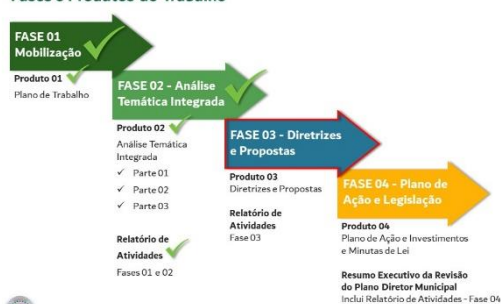 Fases e Produtos do Trabalho
FASE 01
Mobilização
Produto 01
Plano de Trabalho
FASE 02 - Análise
Temática Integrada
Produto 02
Análise Temática
Integrada
✓ Parte 01
✓ Parte 02
✓ Parte 03
Relatório de
Atividades
Fases 01 e 02
FASE 03 - Diretrizes
e Propostas
Produto 03
Diretrizes e Propostas
Relatório de
Atividades
Fase 03
FASE 04 - Plano de
Ação e Legislação
Produto 04
Plano de Ação e Investimentos
e Minutas de Lei
Resumo Executivo da Revisão
do Plano Diretor Municipal
Inclui Relatório de Atividades - Fase 04